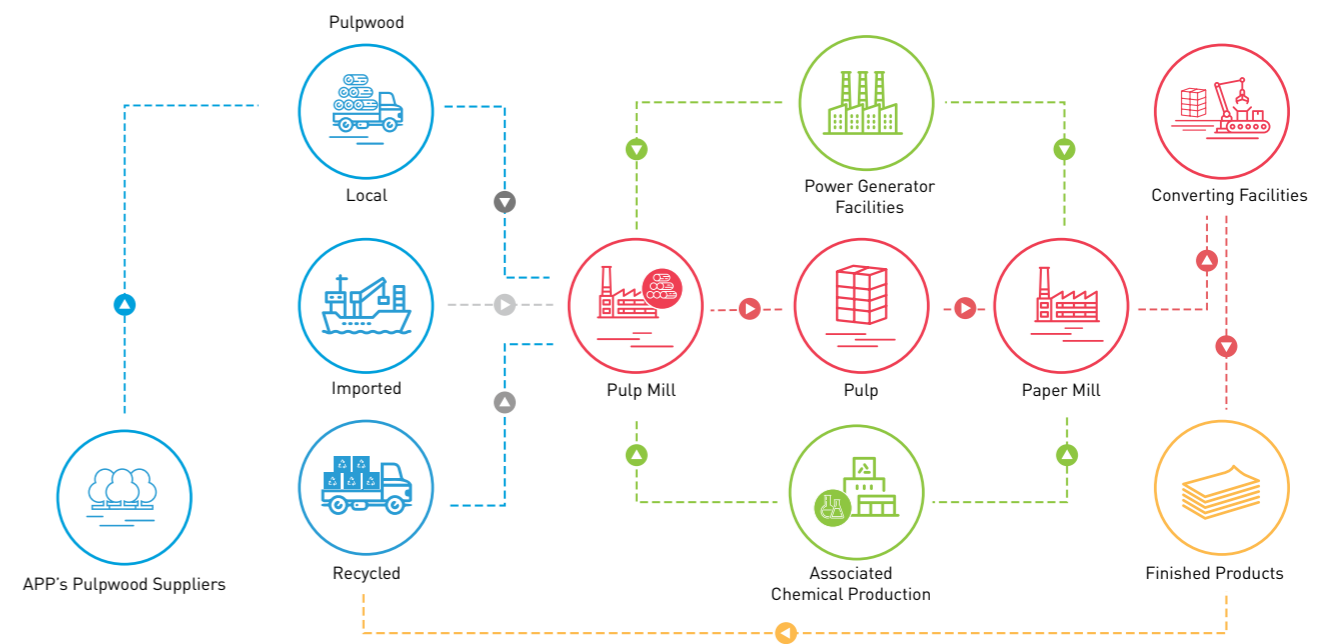 Pulpwood
Local
Power Generator
Facilities
Converting Facilities
Imported
Pulp Mill
Pulp
Paper Mill
APP's Pulpwood Suppliers
Recycled
Associated
Chemical Production
Finished Products